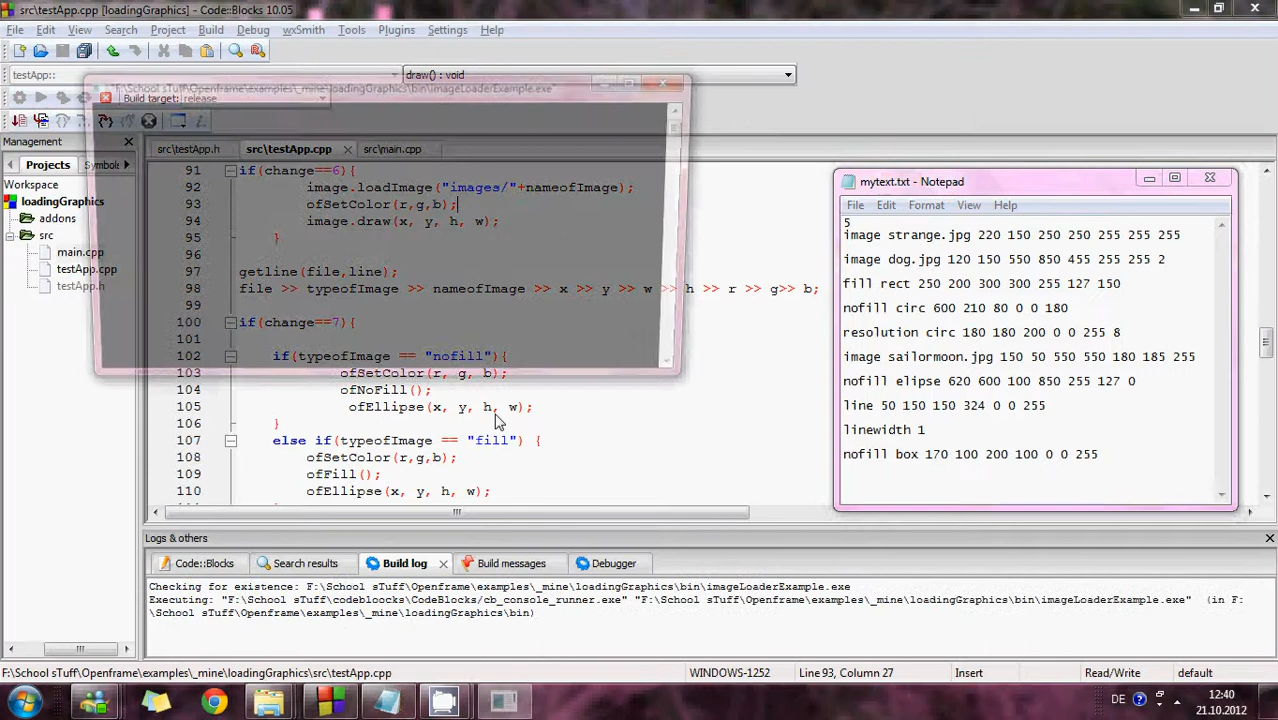 src\testApp.cpp [loadingGraphics] - Code::Blocks 10.05
File Edit View Search Project Build Debug wxSmith Tools Plugins Settings Help
testApp:: draw() : void
"F:\School sTuff\Openframe\examples\_mine\loadingGraphics\bin\imageLoaderExample.exe"
Build target: release
Management
src\testApp.h src\testApp.cpp src\main.cpp
Projects Symbols
Workspace
loadingGraphics
addons
src
main.cpp
testApp.cpp
testApp.h
91 if(change==6){
92 image.loadImage("images/"+nameofImage);
93 ofSetColor(r,g,b);
94 image.draw(x, y, h, w);
95 }
96
97 getline(file,line);
98 file >> typeofImage >> nameofImage >> x >> y >> w >> h >> r >> g>> b;
99
100 if(change==7){
101
102 if(typeofImage == "nofill"){
103 ofSetColor(r, g, b);
104 ofNoFill();
105 ofEllipse(x, y, h, w);
106 }
107 else if(typeofImage == "fill") {
108 ofSetColor(r,g,b);
109 ofFill();
110 ofEllipse(x, y, h, w);
mytext.txt - Notepad
File Edit Format View Help
5
image strange.jpg 220 150 250 250 255 255 255
image dog.jpg 120 150 550 850 455 255 255 2
fill rect 250 200 300 300 255 127 150
nofill circ 600 210 80 0 0 180
resolution circ 180 180 200 0 0 255 8
image sailormoon.jpg 150 50 550 550 180 185 255
nofill elipse 620 600 100 850 255 127 0
line 50 150 150 324 0 0 255
linewidth 1
nofill box 170 100 200 100 0 0 255
Logs & others
Code::Blocks Search results Build log Build messages Debugger
Checking for existence: F:\School sTuff\Openframe\examples\_mine\loadingGraphics\bin\imageLoaderExample.exe
Executing: "F:\School sTuff\codebloocks\CodeBlocks/cb_console_runner.exe" "F:\School sTuff\Openframe\examples\_mine\loadingGraphics\bin\imageLoaderExample.exe" (in F:
\School sTuff\Openframe\examples\_mine\loadingGraphics\bin)
F:\School sTuff\Openframe\examples\_mine\loadingGraphics\src\testApp.cpp WINDOWS-1252 Line 93, Column 27 Insert Read/Write default
DE 12:40
21.10.2012